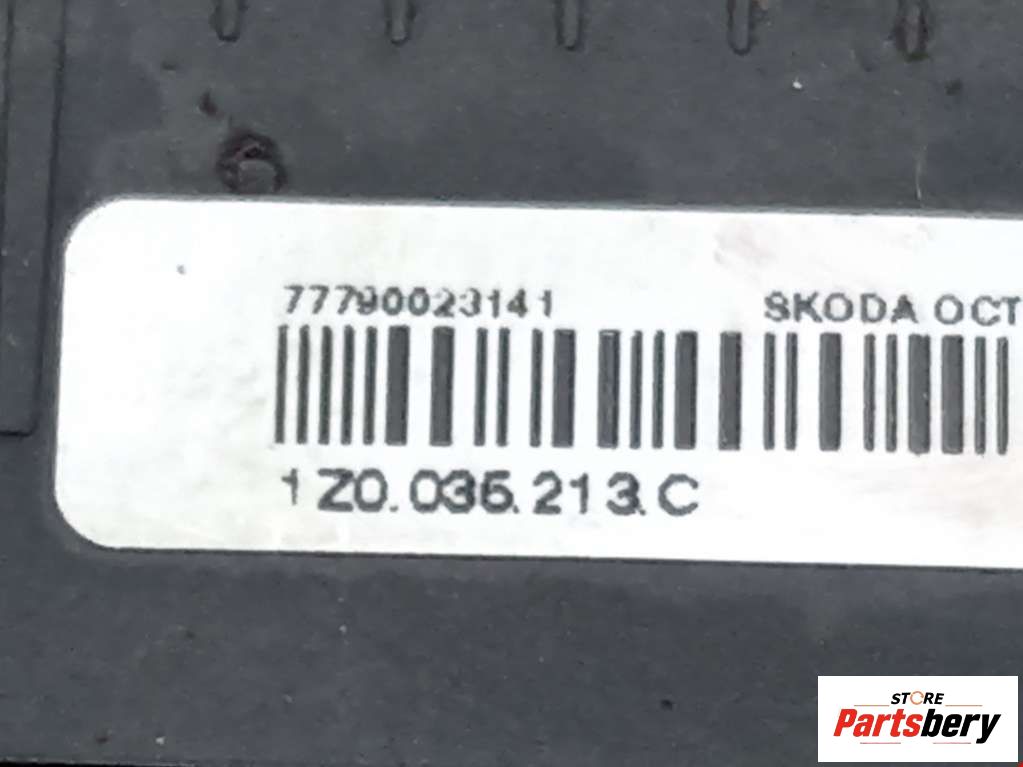 77790023141
SKODA OCT
1Z0.035.213.C
STORE
Partsbery